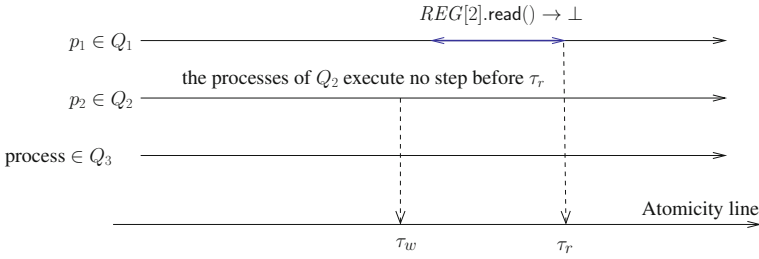 REG[2].read() → ⊥
p₁ ∈ Q₁
the processes of Q₂ execute no step before τᵣ
p₂ ∈ Q₂
process ∈ Q₃
Atomicity line
τ_w τᵣ